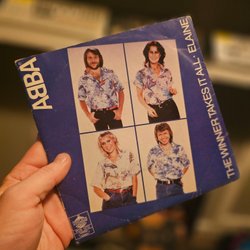 ABBA
THE WINNER TAKES IT ALL * ELAINE